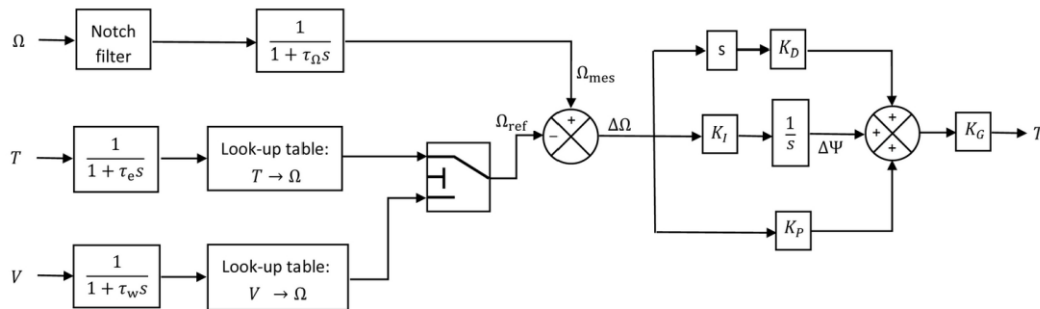 Ω
Notch
filter
1
1 + τ_Ω s
Ω_mes
T
1
1 + τ_e s
Look-up table:
T → Ω
Ω_ref
V
1
1 + τ_w s
Look-up table:
V → Ω
+
−
ΔΩ
s
K_D
K_I
1
s
ΔΨ
K_P
+
+
+
K_G
T